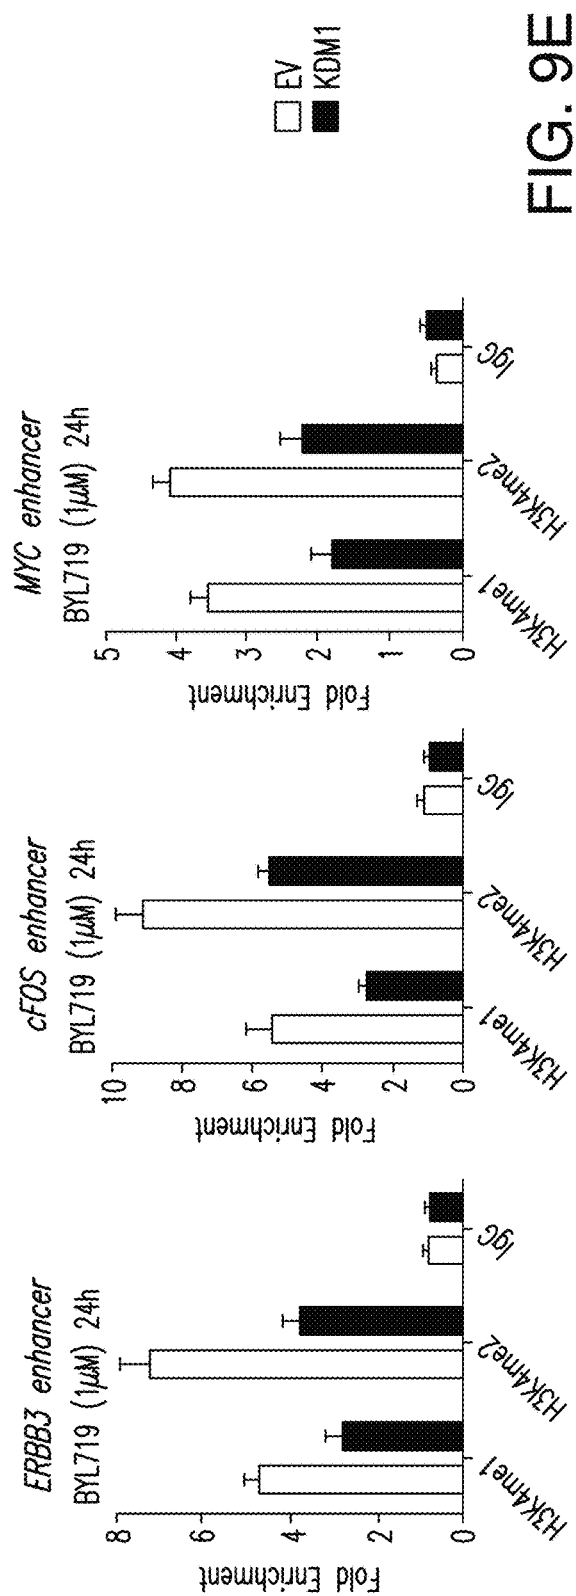 ERBB3 enhancer
BYL719 (1μM) 24h
Fold Enrichment
8
6
4
2
0
H3K4me1
H3K4me2
IgG
cFOS enhancer
BYL719 (1μM) 24h
Fold Enrichment
10
8
6
4
2
0
H3K4me1
H3K4me2
IgG
MYC enhancer
BYL719 (1μM) 24h
Fold Enrichment
5
4
3
2
1
0
H3K4me1
H3K4me2
IgG
EV
KDM1
FIG. 9E